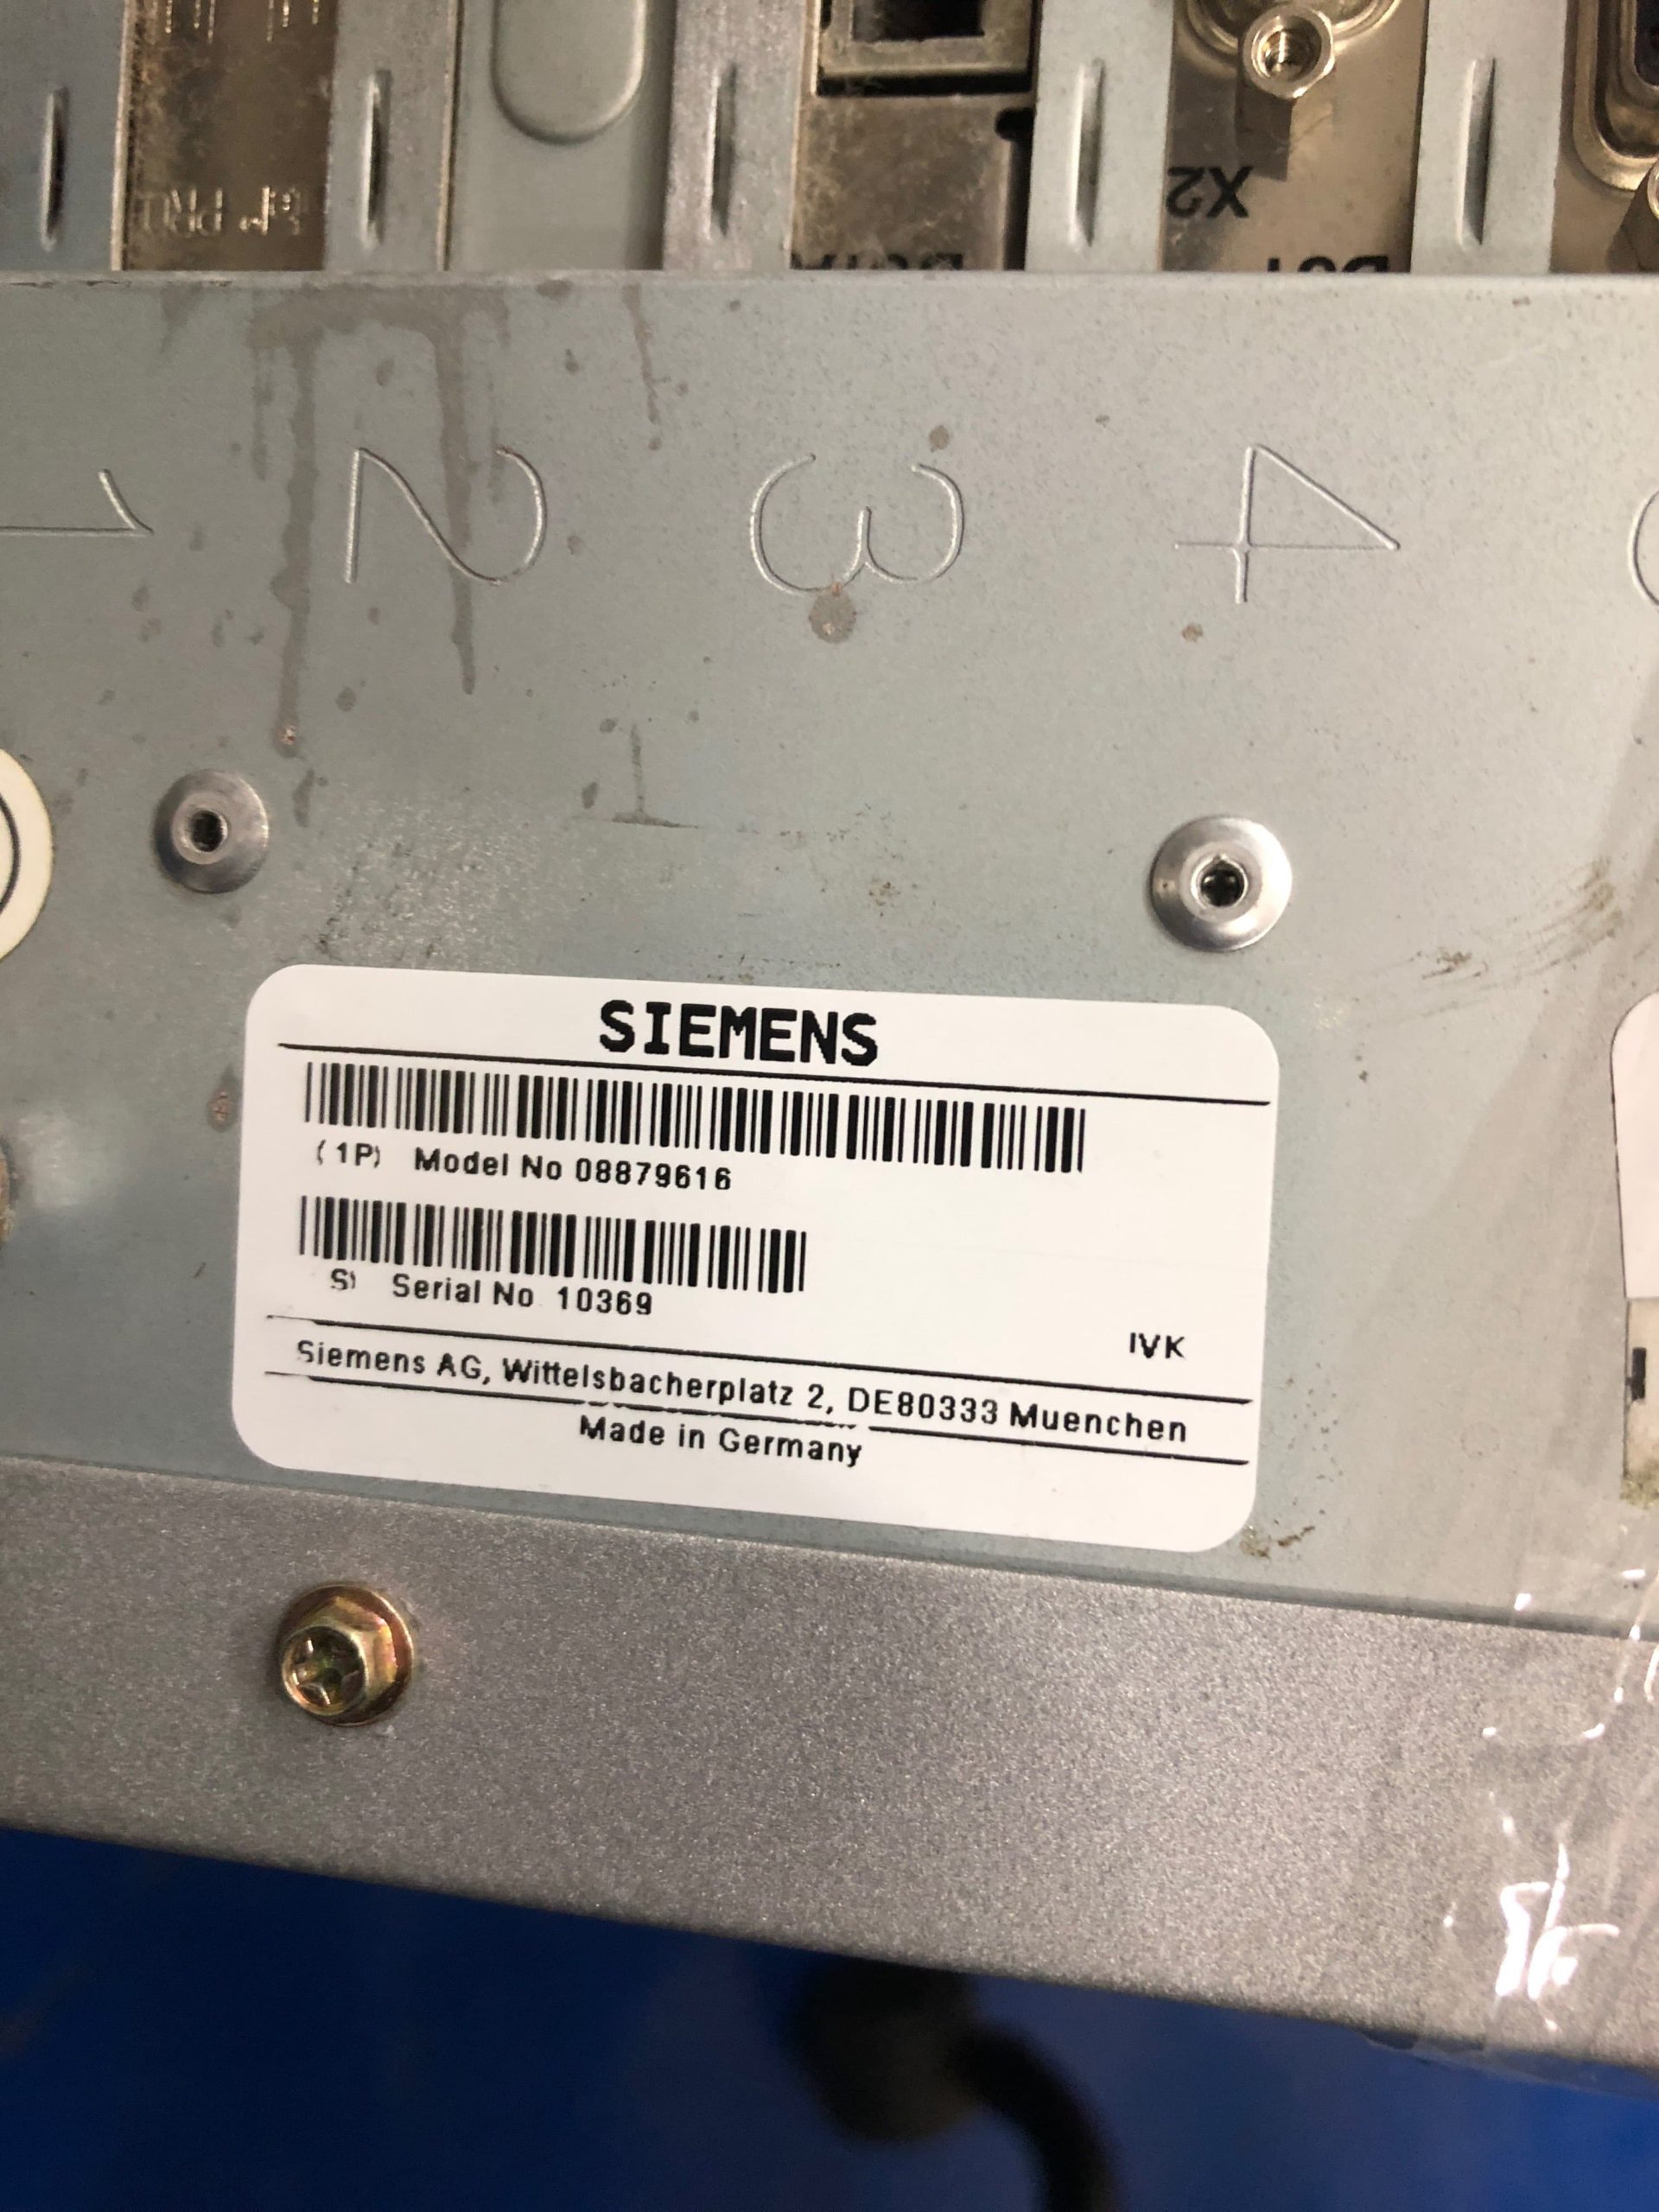 X2
1 2 3 4
SIEMENS
(1P) Model No 08879616
S) Serial No 10369
IVK
Siemens AG, Wittelsbacherplatz 2, DE80333 Muenchen
Made in Germany